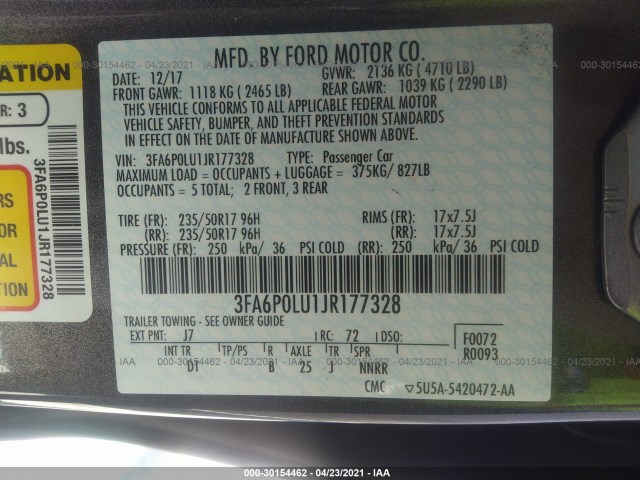 MFD. BY FORD MOTOR CO.
DATE: 12/17 GVWR: 2136 KG ( 4710 LB)
FRONT GAWR: 1118 KG ( 2465 LB) REAR GAWR: 1039 KG ( 2290 LB)
THIS VEHICLE CONFORMS TO ALL APPLICABLE FEDERAL MOTOR
VEHICLE SAFETY, BUMPER, AND THEFT PREVENTION STANDARDS
IN EFFECT ON THE DATE OF MANUFACTURE SHOWN ABOVE.
VIN: 3FA6P0LU1JR177328 TYPE: Passenger Car
MAXIMUM LOAD = OCCUPANTS + LUGGAGE = 375KG/ 827LB
OCCUPANTS = 5 TOTAL; 2 FRONT, 3 REAR
TIRE (FR): 235/50R17 96H RIMS (FR): 17x7.5J
(RR): 235/50R17 96H (RR): 17x7.5J
PRESSURE (FR): 250 kPa/ 36 PSI COLD (RR): 250 kPa/ 36 PSI COLD
3FA6P0LU1JR177328
TRAILER TOWING - SEE OWNER GUIDE
EXT PNT: J7 RC: 72 DSO:
F0072
R0093
INT TR TP/PS R AXLE TR SPR
DT B 25 J NNRR
CMC ▽5U5A-5420472-AA
ATION
R: 3
lbs.
3FA6P0LU1JR177328
RS
OR
AL
TION
000-30154462 - 04/23/2021 - IAA